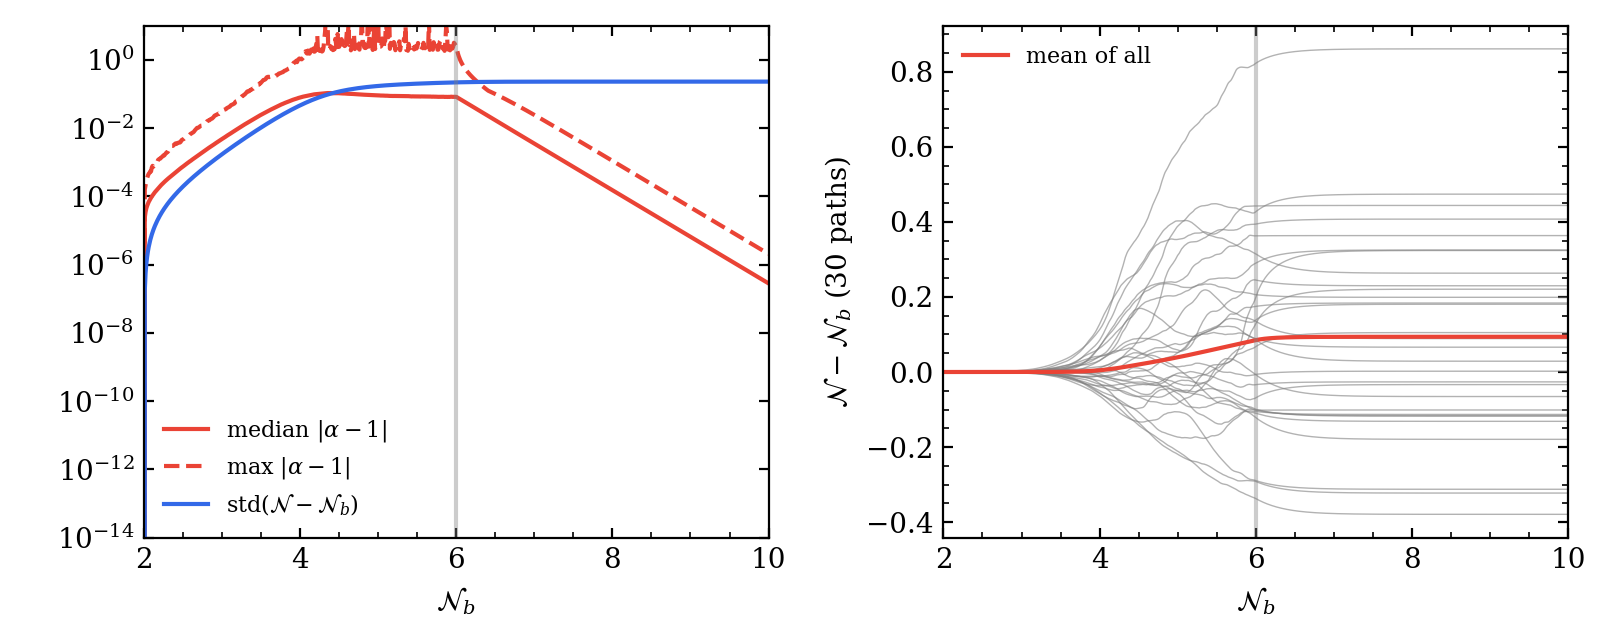 10⁰
10⁻²
10⁻⁴
10⁻⁶
10⁻⁸
10⁻¹⁰
10⁻¹²
10⁻¹⁴
median |α − 1|
max |α − 1|
std(𝒩 − 𝒩_b)
2 4 6 8 10
𝒩_b
𝒩 − 𝒩_b (30 paths)
0.8
0.6
0.4
0.2
0.0
−0.2
−0.4
mean of all
2 4 6 8 10
𝒩_b